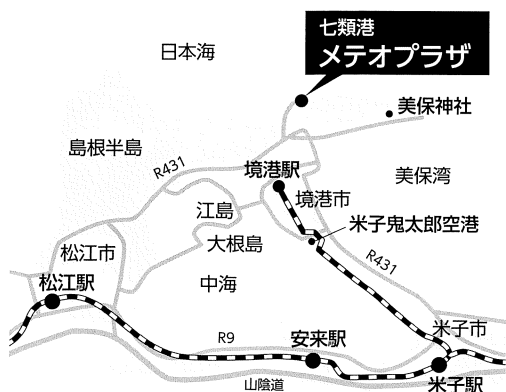 七類港
メテオプラザ
日本海
美保神社
島根半島
R431
境港駅
美保湾
境港市
江島
米子鬼太郎空港
大根島
松江市
R431
中海
松江駅
米子市
R9
安来駅
山陰道
米子駅